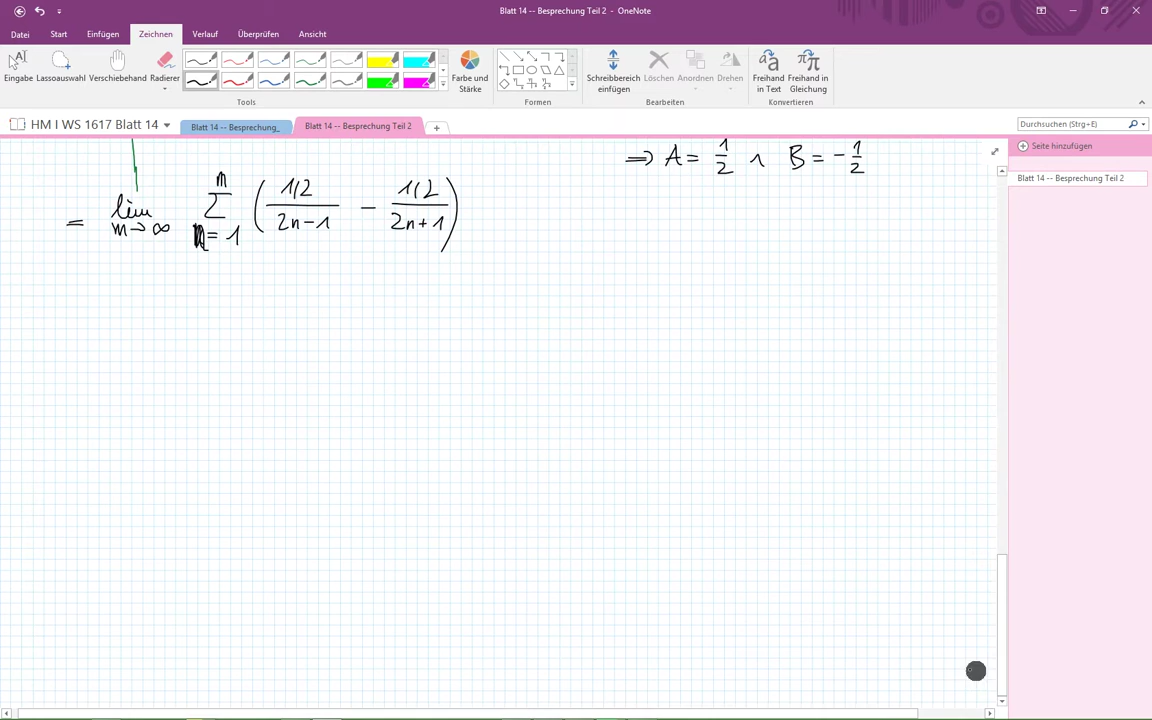 Blatt 14 -- Besprechung Teil 2 - OneNote
Datei Start Einfügen Zeichnen Verlauf Überprüfen Ansicht
Eingabe Lassoauswahl Verschiebehand Radierer
Farbe und Stärke
Schreibbereich einfügen
Löschen Anordnen Drehen
Freihand in Text
Freihand in Gleichung
Tools Formen Bearbeiten Konvertieren
HM I WS 1617 Blatt 14
Blatt 14 -- Besprechung_
Blatt 14 -- Besprechung Teil 2
Durchsuchen (Strg+E)
Seite hinzufügen
Blatt 14 -- Besprechung Teil 2
⇒ A = 1/2 ∧ B = -1/2
= lim m→∞ Σ n=1 m ( 1/2 / 2n-1 - 1/2 / 2n+1 )